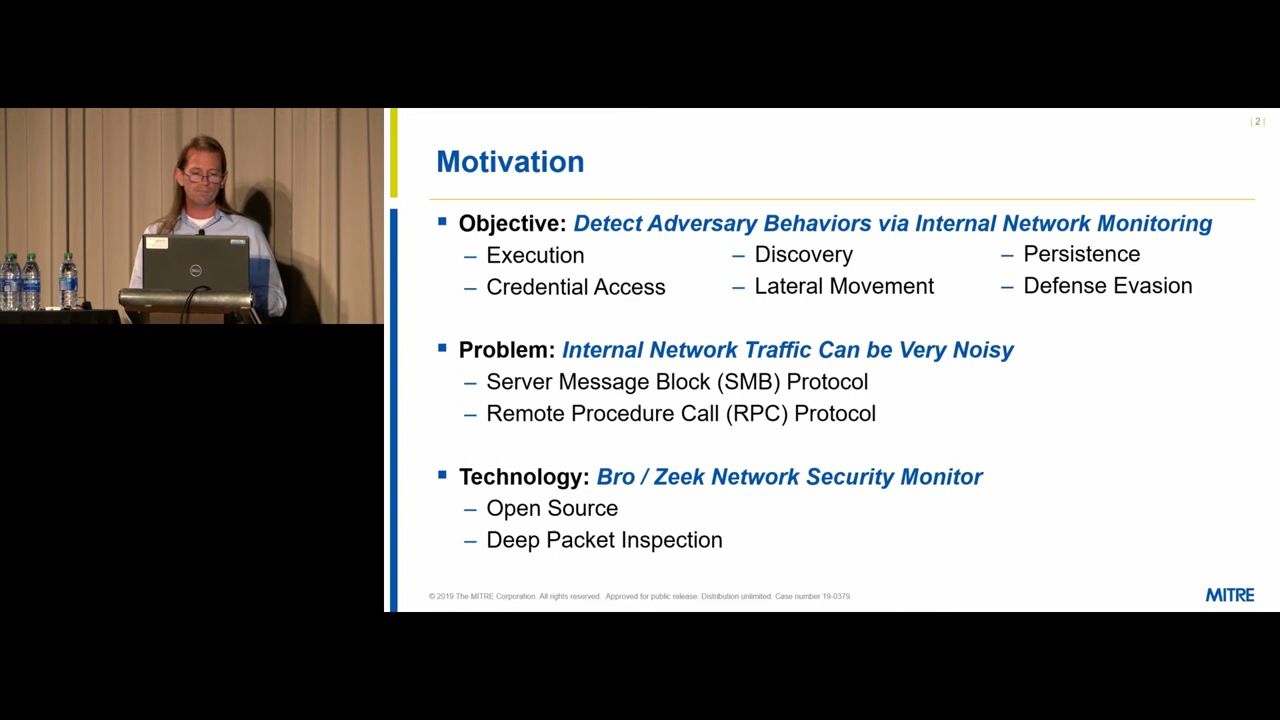 | 2 |
Motivation
Objective: Detect Adversary Behaviors via Internal Network Monitoring
– Execution – Discovery – Persistence
– Credential Access – Lateral Movement – Defense Evasion
Problem: Internal Network Traffic Can be Very Noisy
– Server Message Block (SMB) Protocol
– Remote Procedure Call (RPC) Protocol
Technology: Bro / Zeek Network Security Monitor
– Open Source
– Deep Packet Inspection
© 2019 The MITRE Corporation. All rights reserved. Approved for public release. Distribution unlimited. Case number 19-0379.
MITRE
DELL